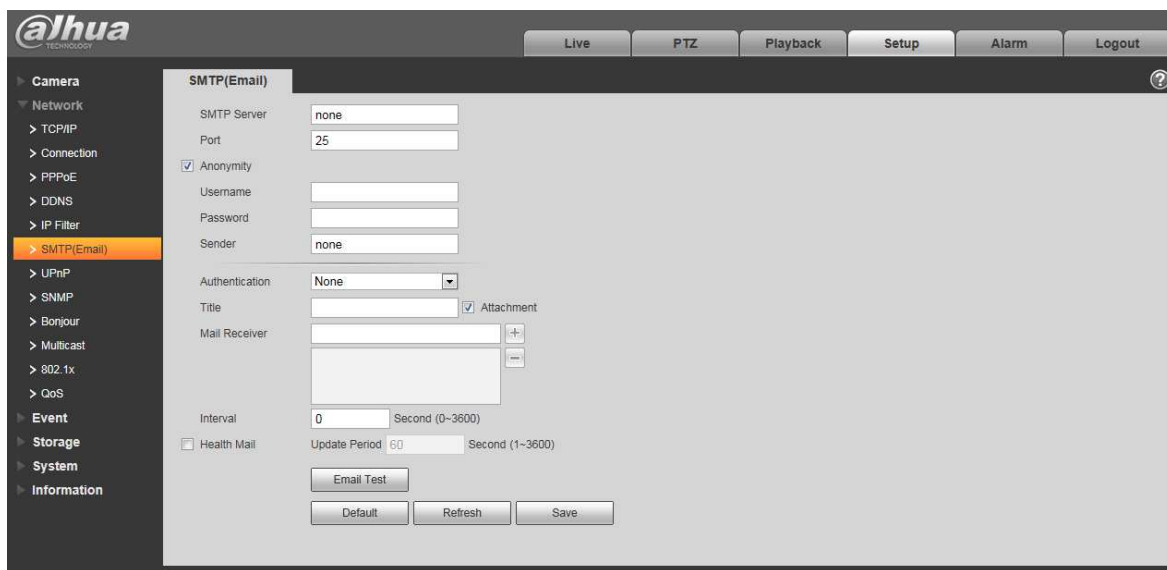 alhua
TECHNOLOGY
Live PTZ Playback Setup Alarm Logout
Camera
Network
> TCP/IP
> Connection
> PPPoE
> DDNS
> IP Filter
> SMTP(Email)
> UPnP
> SNMP
> Bonjour
> Multicast
> 802.1x
> QoS
Event
Storage
System
Information
SMTP(Email)
?
SMTP Server none
Port 25
Anonymity
Username
Password
Sender none
Authentication None
Title Attachment
Mail Receiver +
−
Interval 0 Second (0~3600)
Health Mail Update Period 60 Second (1~3600)
Email Test
Default Refresh Save